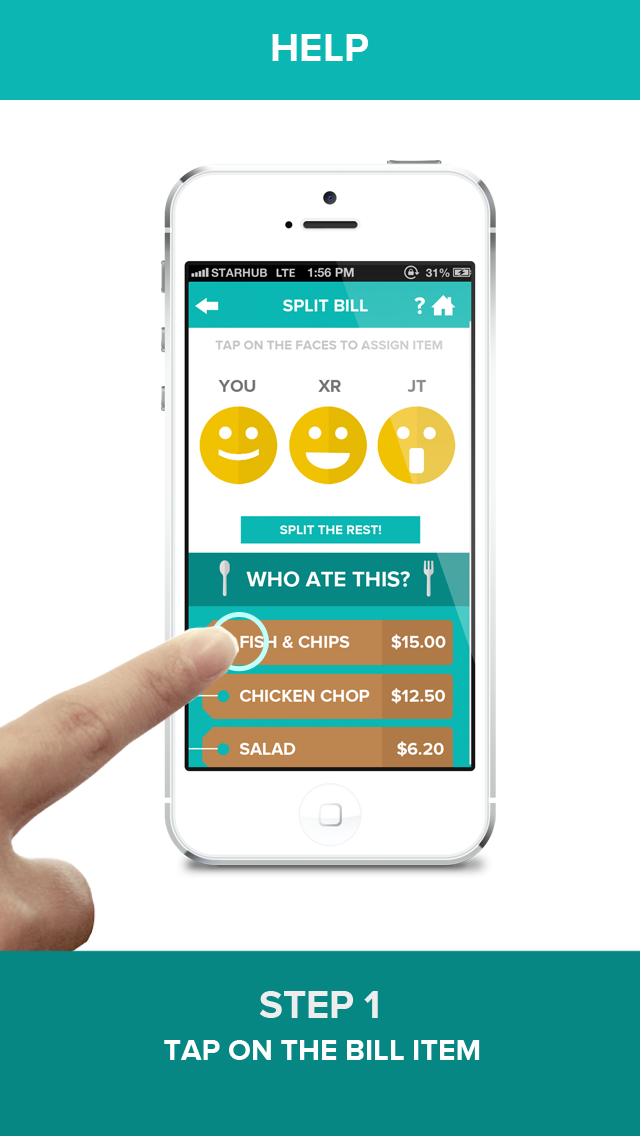 HELP
STARHUB LTE 1:56 PM 31%
SPLIT BILL ?
TAP ON THE FACES TO ASSIGN ITEM
YOU XR JT
SPLIT THE REST!
WHO ATE THIS?
FISH & CHIPS $15.00
CHICKEN CHOP $12.50
SALAD $6.20
STEP 1
TAP ON THE BILL ITEM